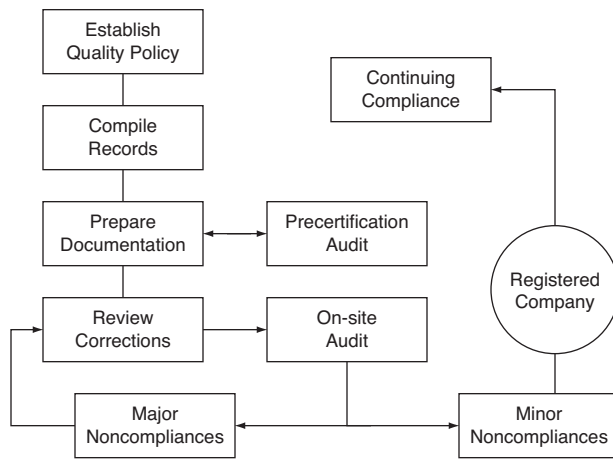 Establish
Quality Policy
Continuing
Compliance
Compile
Records
Prepare
Documentation
Precertification
Audit
Registered
Company
Review
Corrections
On-site
Audit
Major
Noncompliances
Minor
Noncompliances